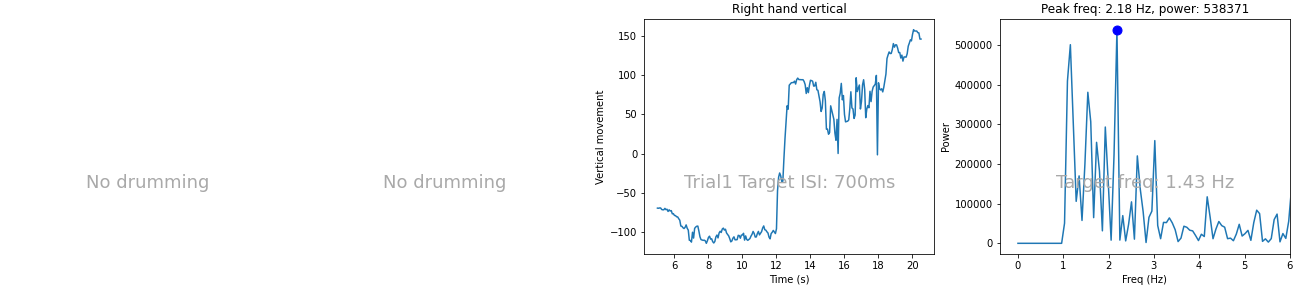 No drumming
No drumming
Right hand vertical
Vertical movement
150
100
50
0
−50
−100
Trial1 Target ISI: 700ms
6 8 10 12 14 16 18 20
Time (s)
Peak freq: 2.18 Hz, power: 538371
Power
500000
400000
300000
200000
100000
0
Target freq: 1.43 Hz
0 1 2 3 4 5 6
Freq (Hz)